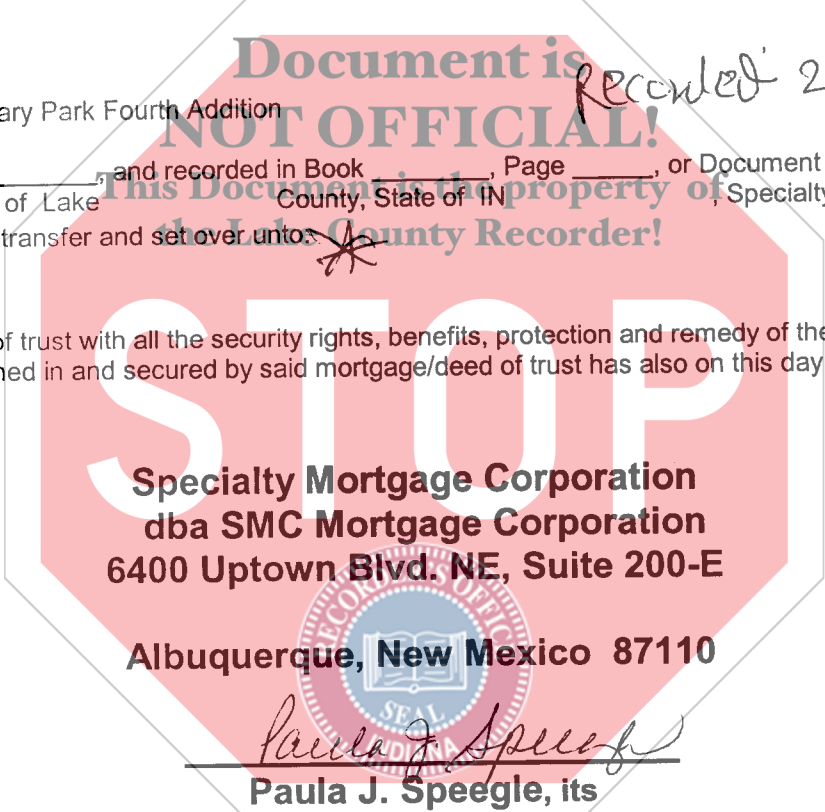 Document is
Recorded 2
ary Park Fourth Addition
NOT OFFICIAL!
_______, and recorded in Book ________, Page ______, or Document
This Document is the property of
of Lake County, State of IN , Specialty
the Lake County Recorder!
transfer and set over unto:
of trust with all the security rights, benefits, protection and remedy of the
ned in and secured by said mortgage/deed of trust has also on this day
STOP
Specialty Mortgage Corporation
dba SMC Mortgage Corporation
6400 Uptown Blvd. NE, Suite 200-E
RECORDER'S OFFICE
Albuquerque, New Mexico 87110
SEAL
INDIANA
Paula J. Speegle
Paula J. Speegle, its